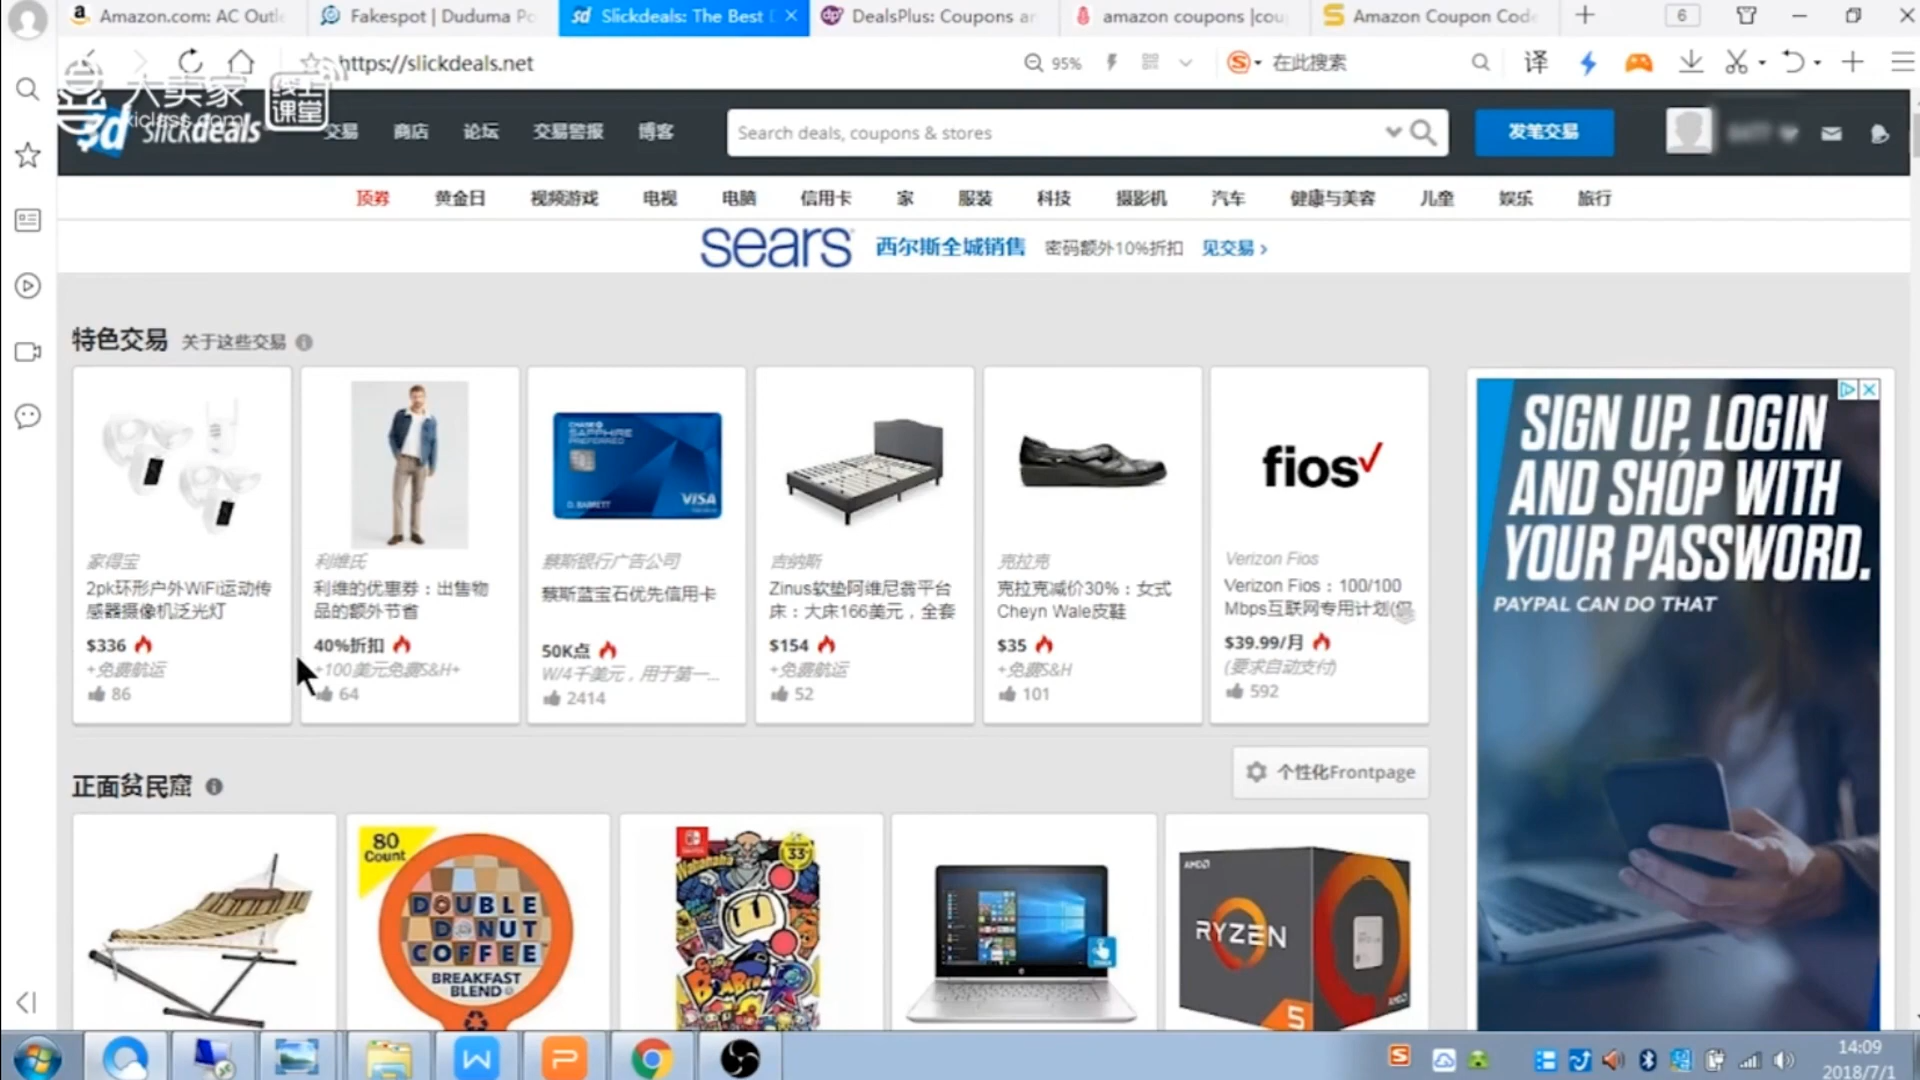 Amazon.com: AC Outle
Fakespot | Duduma Po
Slickdeals: The Best D
DealsPlus: Coupons an
amazon coupons |cou
Amazon Coupon Code
6
https://slickdeals.net
95%
在此搜索
译
大卖家
线上
课堂
slickdeals
交易
商店
论坛
交易警报
博客
Search deals, coupons & stores
发笔交易
顶券
黄金日
视频游戏
电视
电脑
信用卡
家
服装
科技
摄影机
汽车
健康与美容
儿童
娱乐
旅行
sears
西尔斯全城销售 密码额外10%折扣 见交易 ›
特色交易 关于这些交易
家得宝
2pk环形户外WiFi运动传
感器摄像机泛光灯
$336
+免费航运
86
利维氏
利维的优惠券：出售物
品的额外节省
40%折扣
+100美元免费S&H+
64
CHASE
SAPPHIRE
PREFERRED
D. BARRETT
VISA
蔡斯银行广告公司
蔡斯蓝宝石优先信用卡
50K点
W/4千美元，用于第一...
2414
吉纳斯
Zinus软垫阿维尼翁平台
床：大床166美元，全套
$154
+免费航运
52
克拉克
克拉克减价30%：女式
Cheyn Wale皮鞋
$35
+免费S&H
101
fios
Verizon Fios
Verizon Fios：100/100
Mbps互联网专用计划(侭
$39.99/月
(要求自动支付)
592
SIGN UP, LOGIN
AND SHOP WITH
YOUR PASSWORD.
PAYPAL CAN DO THAT
正面贫民窟
个性化Frontpage
80
Count
DOUBLE
DONUT
COFFEE
BREAKFAST
BLEND
33
AMD
RYZEN
5
AMD
14:09
2018/7/1